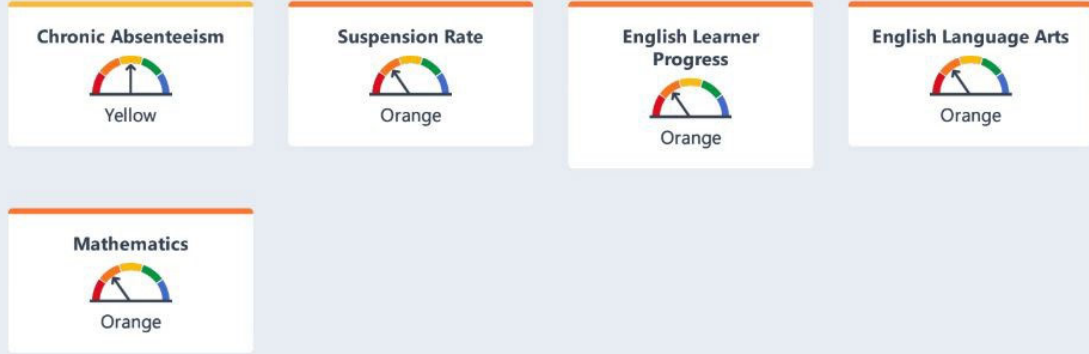 Chronic Absenteeism
Yellow
Suspension Rate
Orange
English Learner
Progress
Orange
English Language Arts
Orange
Mathematics
Orange